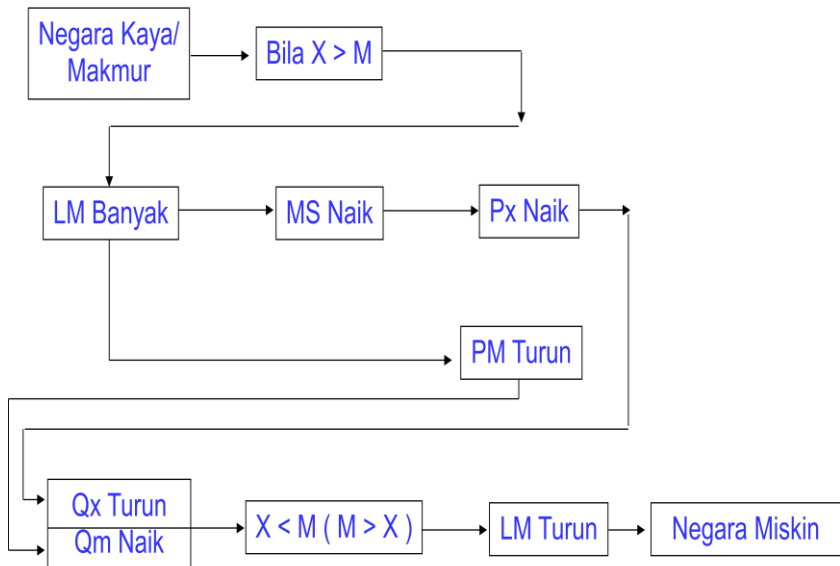 Negara Kaya/
Makmur
Bila X > M
LM Banyak
MS Naik
Px Naik
PM Turun
Qx Turun
Qm Naik
X < M ( M > X )
LM Turun
Negara Miskin